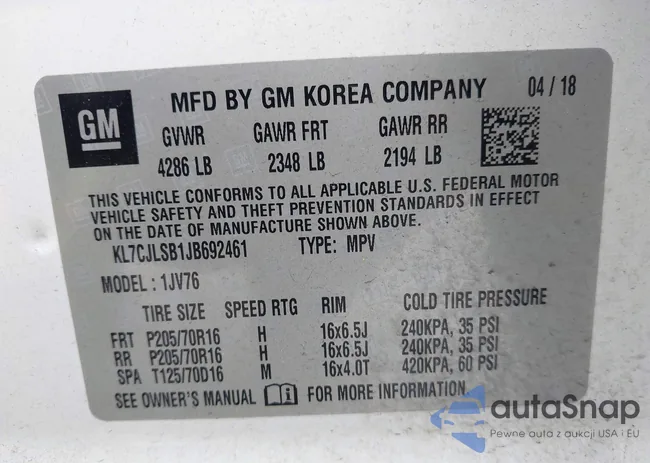 GM
MFD BY GM KOREA COMPANY 04 / 18
GVWR GAWR FRT GAWR RR
4286 LB 2348 LB 2194 LB
THIS VEHICLE CONFORMS TO ALL APPLICABLE U.S. FEDERAL MOTOR
VEHICLE SAFETY AND THEFT PREVENTION STANDARDS IN EFFECT
ON THE DATE OF MANUFACTURE SHOWN ABOVE.
KL7CJLSB1JB692461 TYPE: MPV
MODEL : 1JV76
TIRE SIZE SPEED RTG RIM COLD TIRE PRESSURE
FRT P205/70R16 H 16x6.5J 240KPA, 35 PSI
RR P205/70R16 H 16x6.5J 240KPA, 35 PSI
SPA T125/70D16 M 16x4.0T 420KPA, 60 PSI
SEE OWNER'S MANUAL FOR MORE INFORMATION.
autaSnap
Pewne auta z aukcji USA i EU